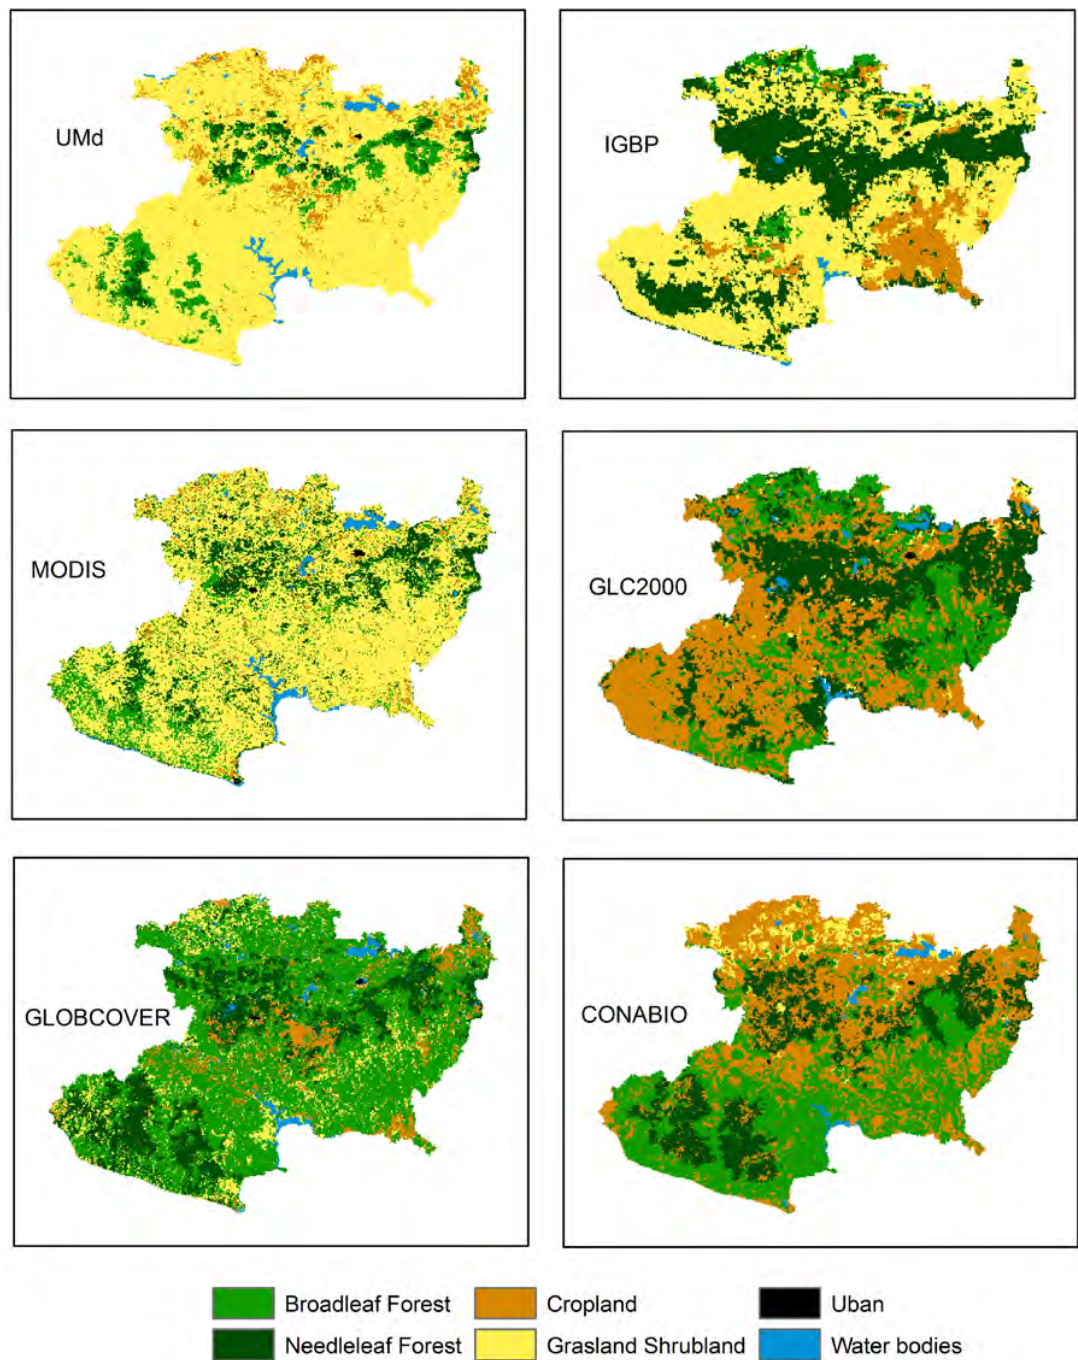 UMd
IGBP
MODIS
GLC2000
GLOBCOVER
CONABIO
Broadleaf Forest
Cropland
Uban
Needleleaf Forest
Grasland Shrubland
Water bodies